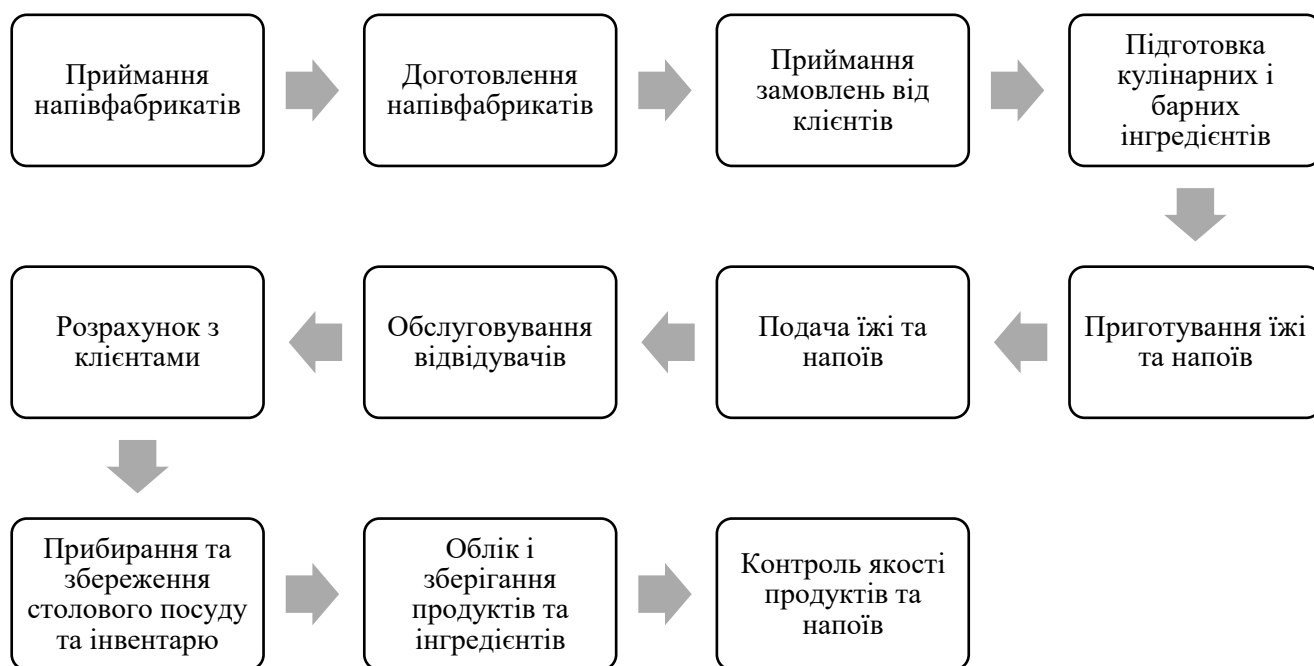 Приймання
напівфабрикатів
Доготовлення
напівфабрикатів
Приймання
замовлень від
клієнтів
Підготовка
кулінарних і
барних
інгредієнтів
Приготування їжі
та напоїв
Подача їжі та
напоїв
Обслуговування
відвідувачів
Розрахунок з
клієнтами
Прибирання та
збереження
столового посуду
та інвентарю
Облік і
зберігання
продуктів та
інгредієнтів
Контроль якості
продуктів та
напоїв